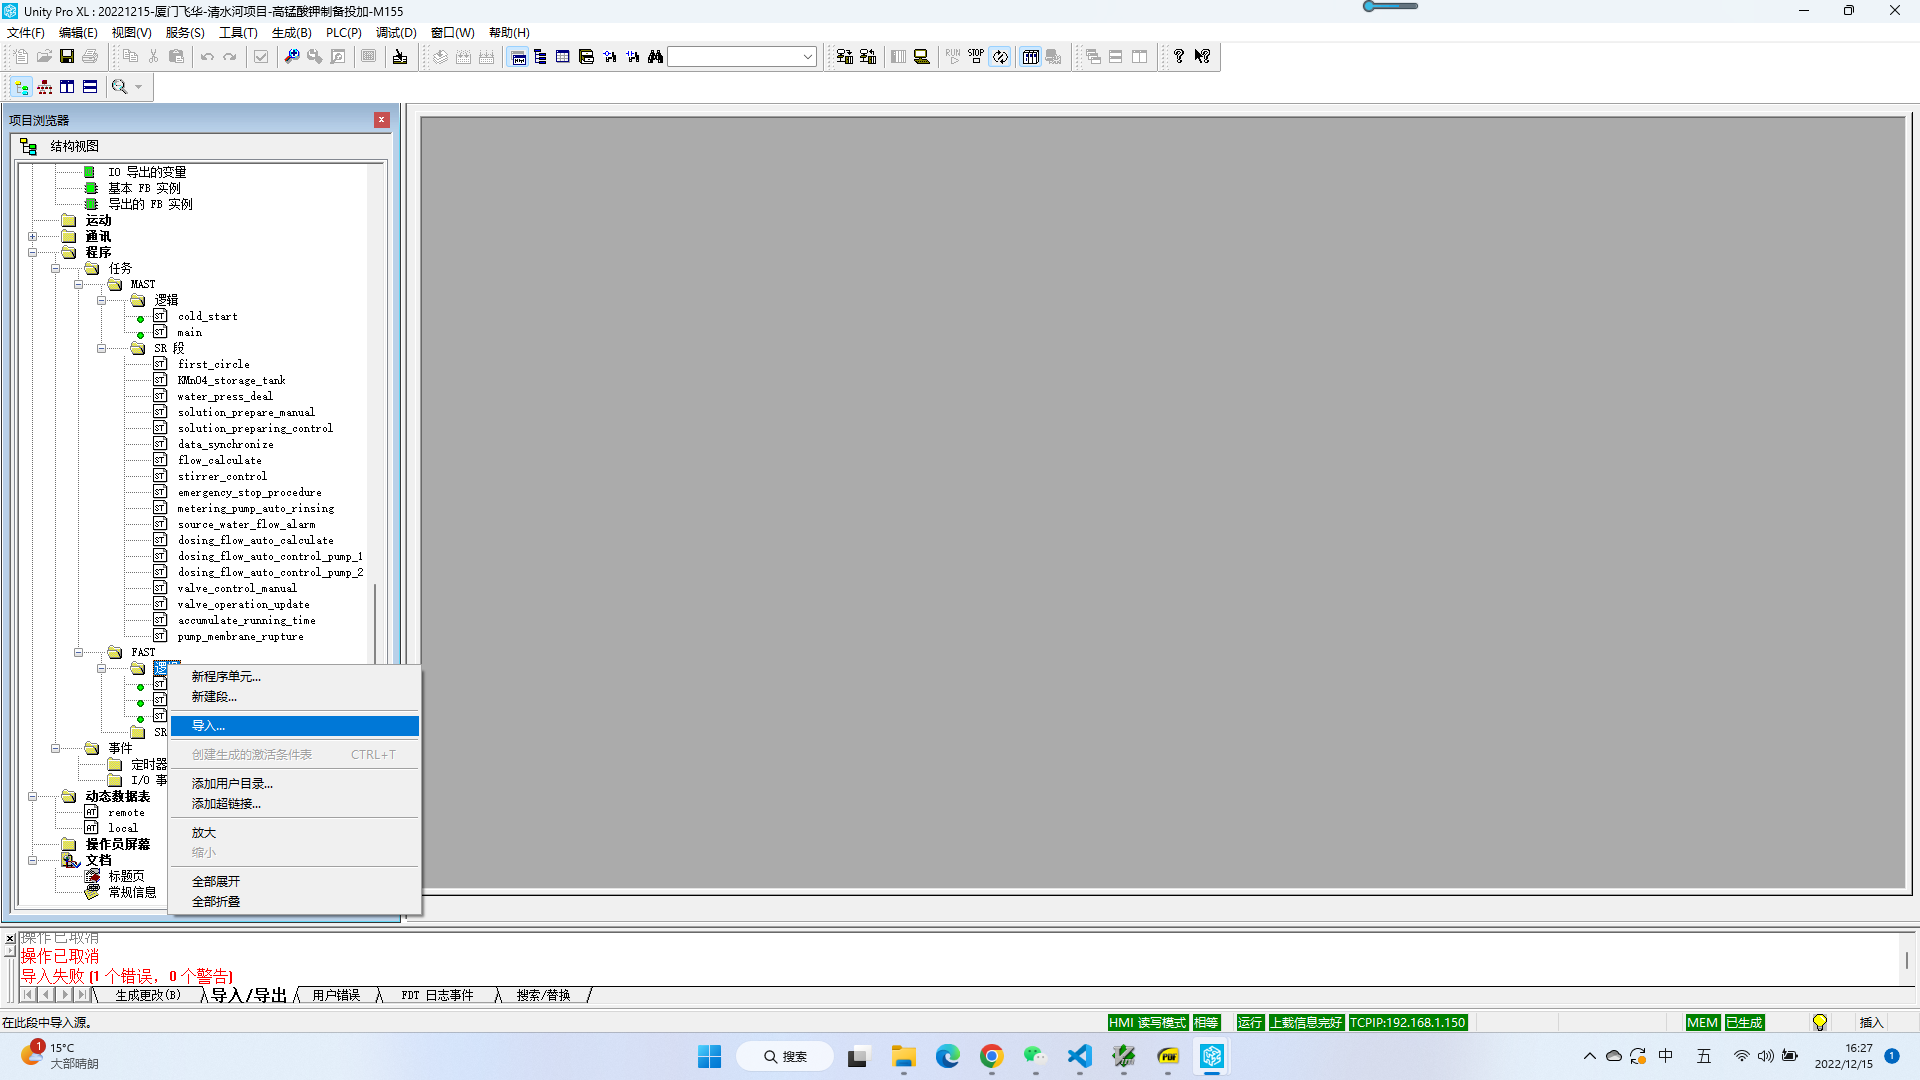 Unity Pro XL : 20221215-厦门飞华-清水河项目-高锰酸钾制备投加-M155
文件(F) 编辑(E) 视图(V) 服务(S) 工具(T) 生成(B) PLC(P) 调试(D) 窗口(W) 帮助(H)
RUN STOP
项目浏览器
结构视图
IO 导出的变量
基本 FB 实例
导出的 FB 实例
运动
通讯
程序
任务
MAST
逻辑
cold_start
main
SR 段
first_circle
KMnO4_storage_tank
water_press_deal
solution_prepare_manual
solution_preparing_control
data_synchronize
flow_calculate
stirrer_control
emergency_stop_procedure
metering_pump_auto_rinsing
source_water_flow_alarm
dosing_flow_auto_calculate
dosing_flow_auto_control_pump_1
dosing_flow_auto_control_pump_2
valve_control_manual
valve_operation_update
accumulate_running_time
pump_membrane_rupture
FAST
SR
事件
定时器
I/O 事
动态数据表
remote
local
操作员屏幕
文档
标题页
常规信息
新程序单元...
新建段...
导入...
创建生成的激活条件表 CTRL+T
添加用户目录...
添加超链接...
放大
缩小
全部展开
全部折叠
操作已取消
操作已取消
导入失败 (1 个错误，0 个警告)
生成更改(B) 导入/导出 用户错误 FDT 日志事件 搜索/替换
在此段中导入源。 HMI 读写模式 相等 运行 上载信息完好 TCPIP:192.168.1.150 MEM 已生成 插入
1 15°C
大部晴朗
搜索
PDF
中 五
16:27
2022/12/15
1